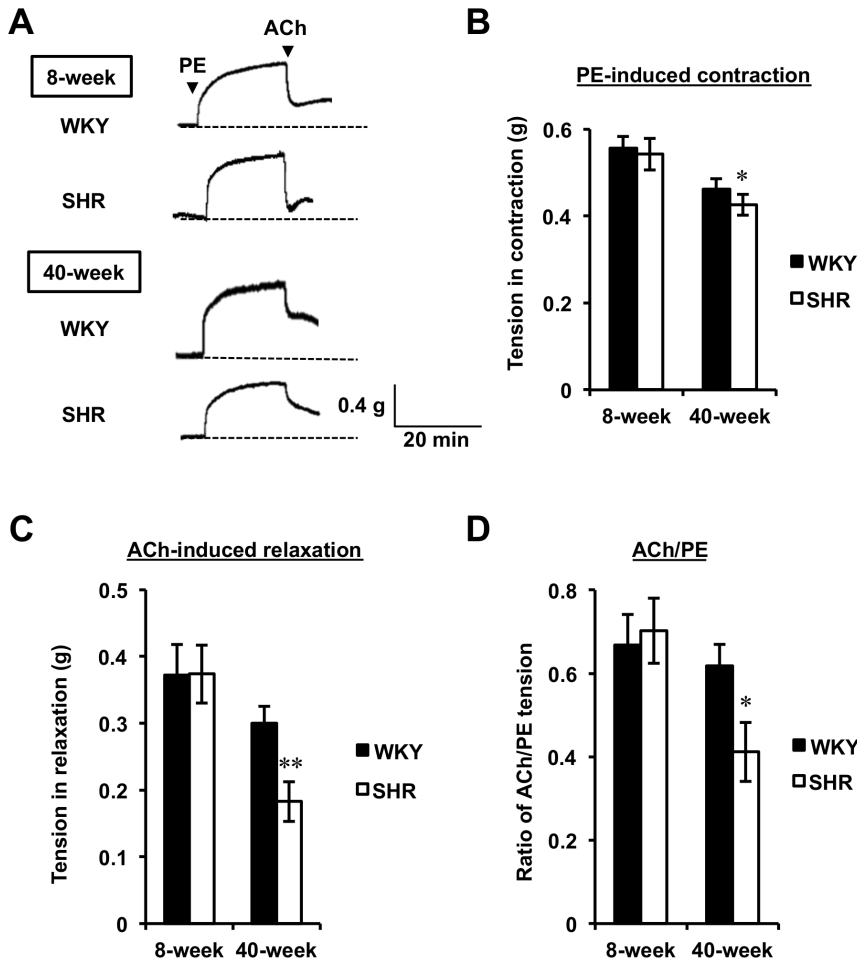 A
ACh
PE
8-week
WKY
SHR
40-week
WKY
SHR
0.4 g
20 min
B
PE-induced contraction
Tension in contraction (g)
0.6
0.4
0.2
0
8-week 40-week
*
WKY
SHR
C
ACh-induced relaxation
Tension in relaxation (g)
0.5
0.4
0.3
0.2
0.1
0
8-week 40-week
**
WKY
SHR
D
ACh/PE
Ratio of ACh/PE tension
0.8
0.6
0.4
0.2
0
8-week 40-week
*
WKY
SHR